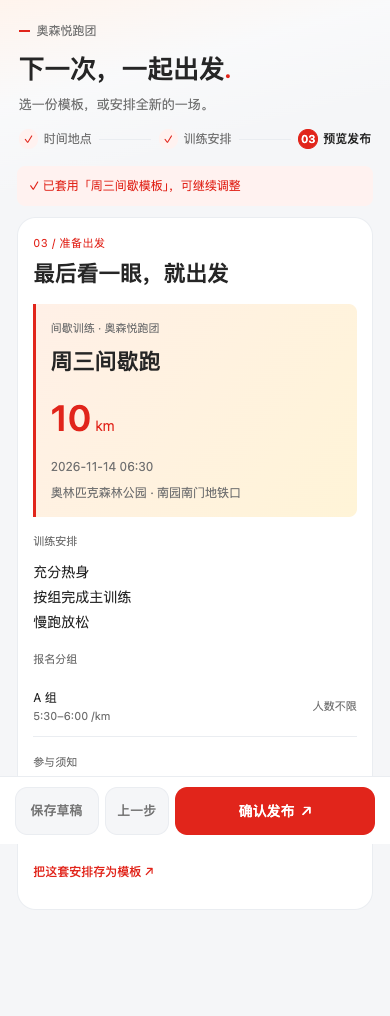 奥森悦跑团
下一次，一起出发.
选一份模板，或安排全新的一场。
✓ 时间地点 ✓ 训练安排 03 预览发布
✓ 已套用「周三间歇模板」，可继续调整
03 / 准备出发
最后看一眼，就出发
间歇训练 · 奥森悦跑团
周三间歇跑
10 km
2026-11-14 06:30
奥林匹克森林公园 · 南园南门地铁口
训练安排
充分热身
按组完成主训练
慢跑放松
报名分组
A 组
5:30–6:00 /km
人数不限
参与须知
保存草稿 上一步 确认发布 ↗
把这套安排存为模板 ↗